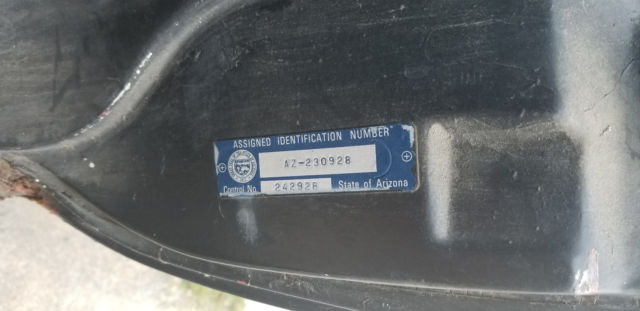 ASSIGNED IDENTIFICATION NUMBER
AZ-230928
Control No. 242928 State of Arizona